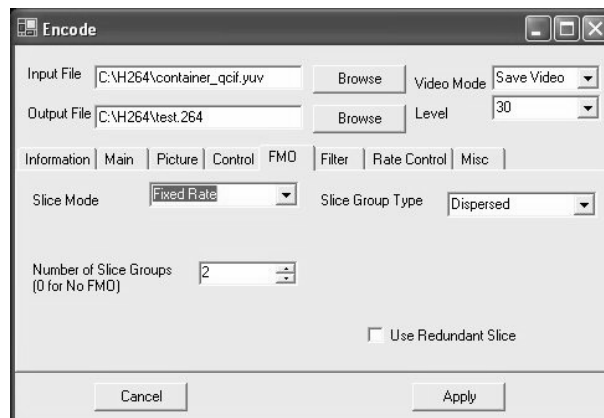 Encode
Input File C:\H264\container_qcif.yuv Browse Video Mode Save Video
Output File C:\H264\test.264 Browse Level 30
Information Main Picture Control FMO Filter Rate Control Misc
Slice Mode Fixed Rate Slice Group Type Dispersed
Number of Slice Groups 2
(0 for No FMO)
Use Redundant Slice
Cancel Apply